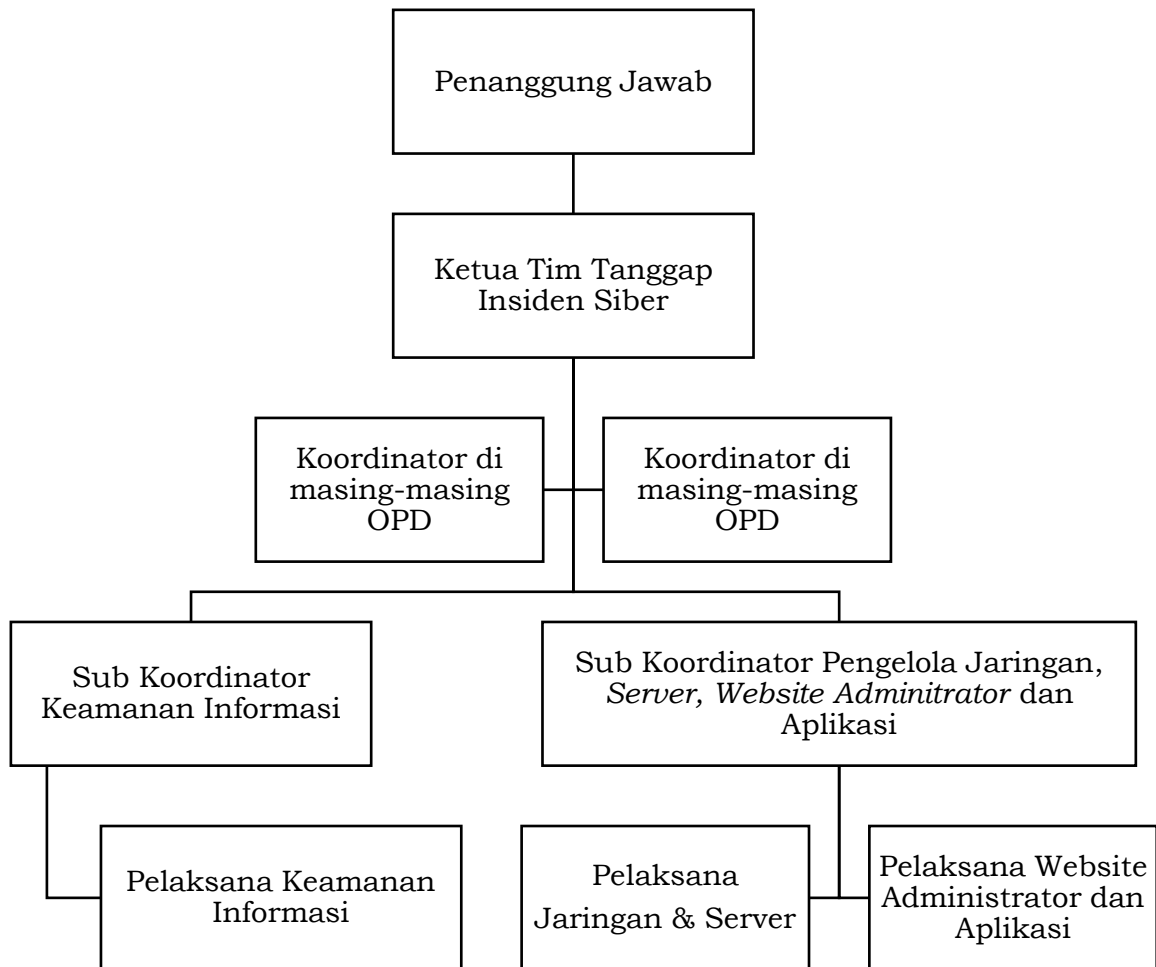 Penanggung Jawab
Ketua Tim Tanggap
Insiden Siber
Koordinator di
masing-masing
OPD
Koordinator di
masing-masing
OPD
Sub Koordinator
Keamanan Informasi
Sub Koordinator Pengelola Jaringan,
Server, Website Adminitrator dan
Aplikasi
Pelaksana Keamanan
Informasi
Pelaksana
Jaringan & Server
Pelaksana Website
Administrator dan
Aplikasi